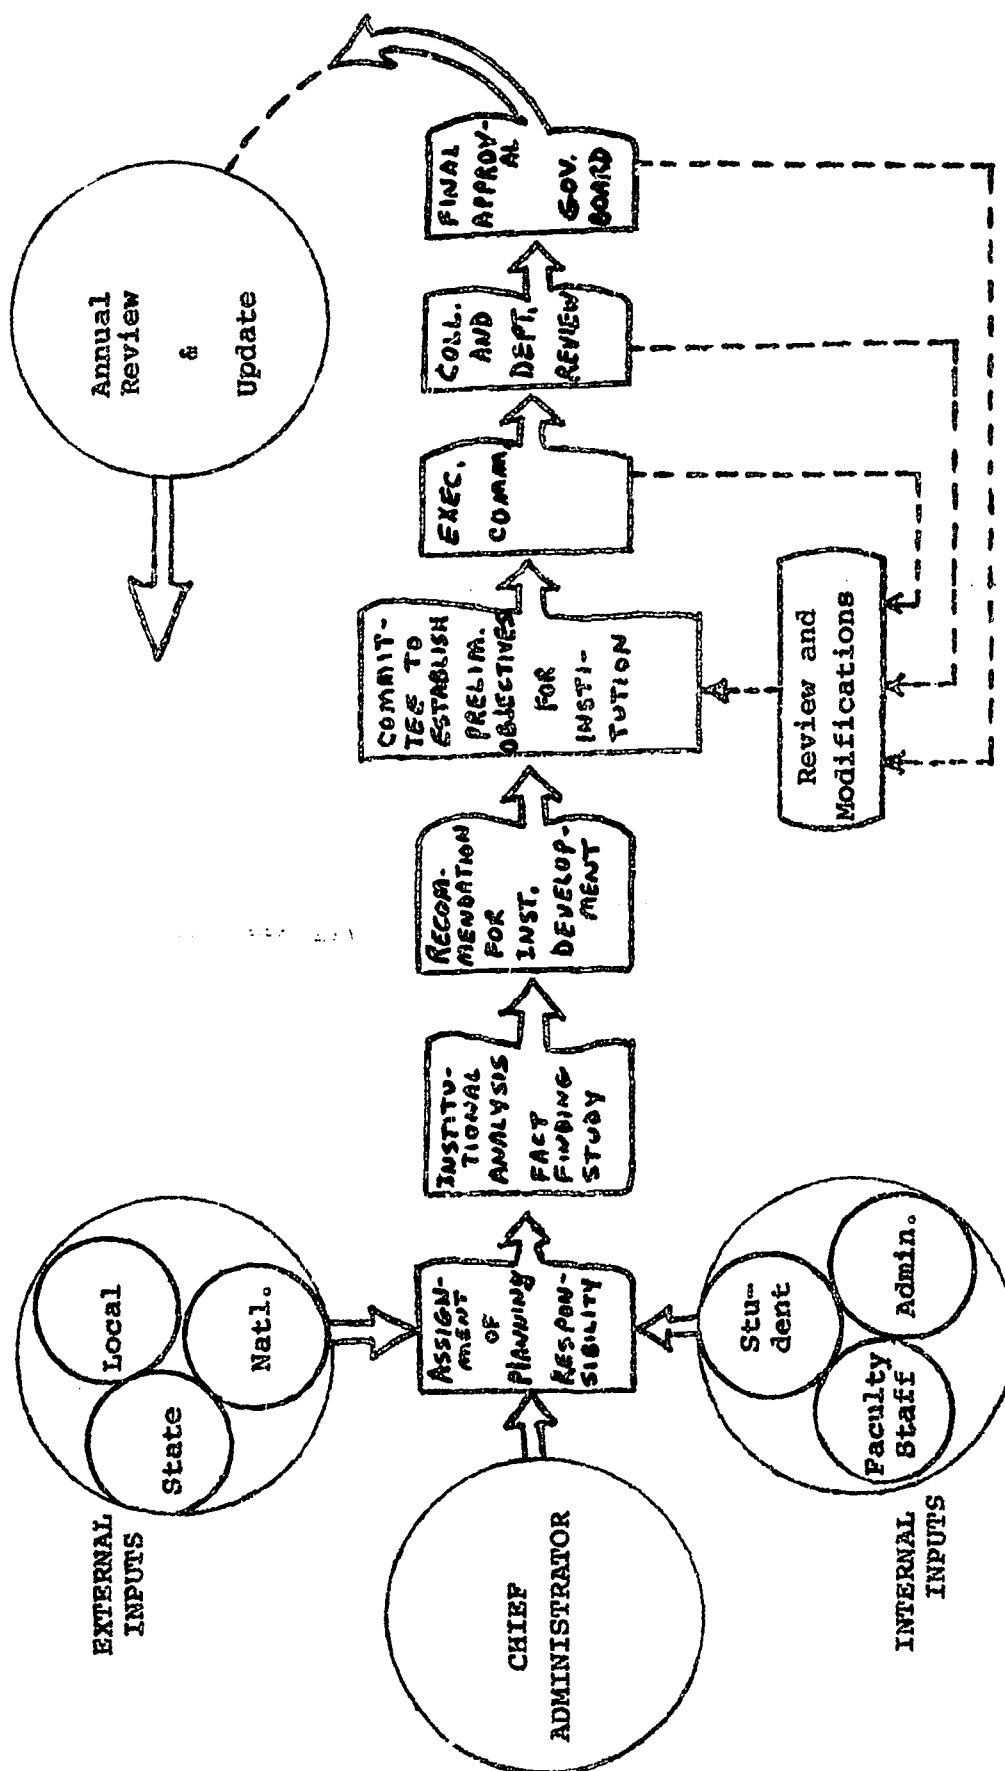 EXTERNAL
INPUTS
State
Local
Natl.
CHIEF
ADMINISTRATOR
INTERNAL
INPUTS
Stu-
dent
Faculty
Staff
Admin.
ASSIGN-
MENT
OF
PLANNING
RESPON-
SIBILITY
INSTITU-
TIONAL
ANALYSIS
FACT
FINDING
STUDY
RECOM-
MENDATION
FOR
INST.
DEVELOP-
MENT
COMMIT-
TEE TO
ESTABLISH
PRELIM.
OBJECTIVES
FOR
INSTI-
TUTION
EXEC.
COMM.
COLL.
AND
DEPT.
REVIEW
FINAL
APPROV-
AL
GOV.
BOARD
Annual
Review
&
Update
Review and
Modifications